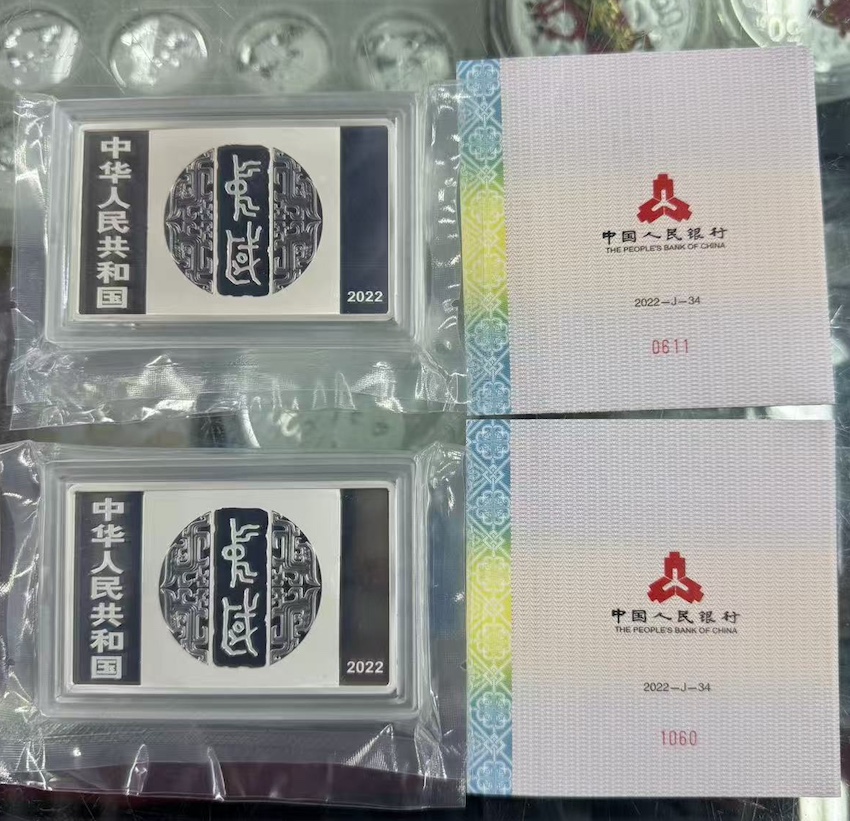 中华人民共和国
2022
中国人民银行
THE PEOPLE'S BANK OF CHINA
2022—J—34
0611
中华人民共和国
2022
中国人民银行
THE PEOPLE'S BANK OF CHINA
2022—J—34
1060